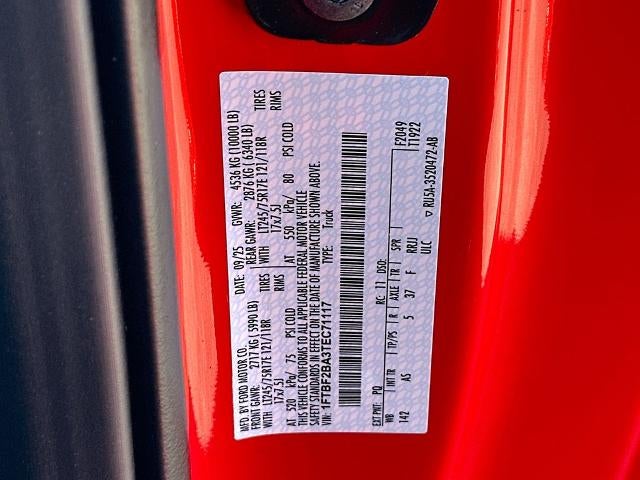 MFD. BY FORD MOTOR CO.   DATE: 09/25   GVWR: 4536 KG (10000 LB)
FRONT GAWR: 2717 KG ( 5990 LB)   REAR GAWR: 2876 KG ( 6340 LB)
WITH LT245/75R17E 121/118R TIRES   WITH LT245/75R17E 121/118R TIRES
17x7.5J RIMS   17x7.5J RIMS
AT 520 kPa/ 75 PSI COLD   AT 550 kPa/ 80 PSI COLD
THIS VEHICLE CONFORMS TO ALL APPLICABLE FEDERAL MOTOR VEHICLE
SAFETY STANDARDS IN EFFECT ON THE DATE OF MANUFACTURE SHOWN ABOVE.
VIN: 1FTBF2BA3TEC71117   TYPE: Truck
F2049
T1922
EXT PNT: PQ   RC: 11   DSO:
WB INT TR TP/PS R AXLE TR SPR
142 AS 5 37 F RRJJ
ULC
▽ RU5A-3520472-AB